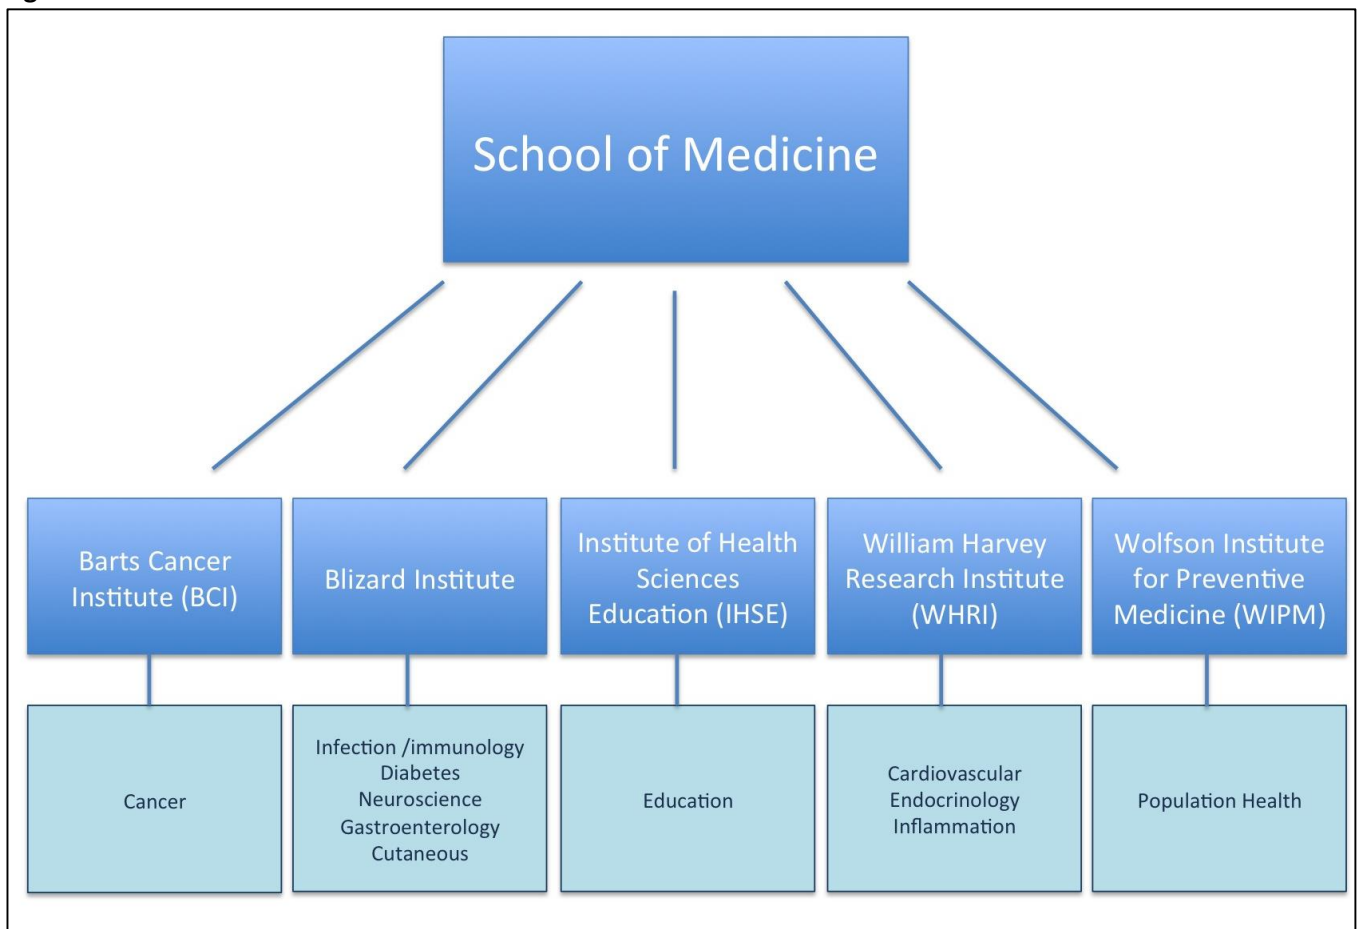 School of Medicine
Barts Cancer
Institute (BCI)
Blizard Institute
Institute of Health
Sciences
Education (IHSE)
William Harvey
Research Institute
(WHRI)
Wolfson Institute
for Preventive
Medicine (WIPM)
Cancer
Infection /immunology
Diabetes
Neuroscience
Gastroenterology
Cutaneous
Education
Cardiovascular
Endocrinology
Inflammation
Population Health